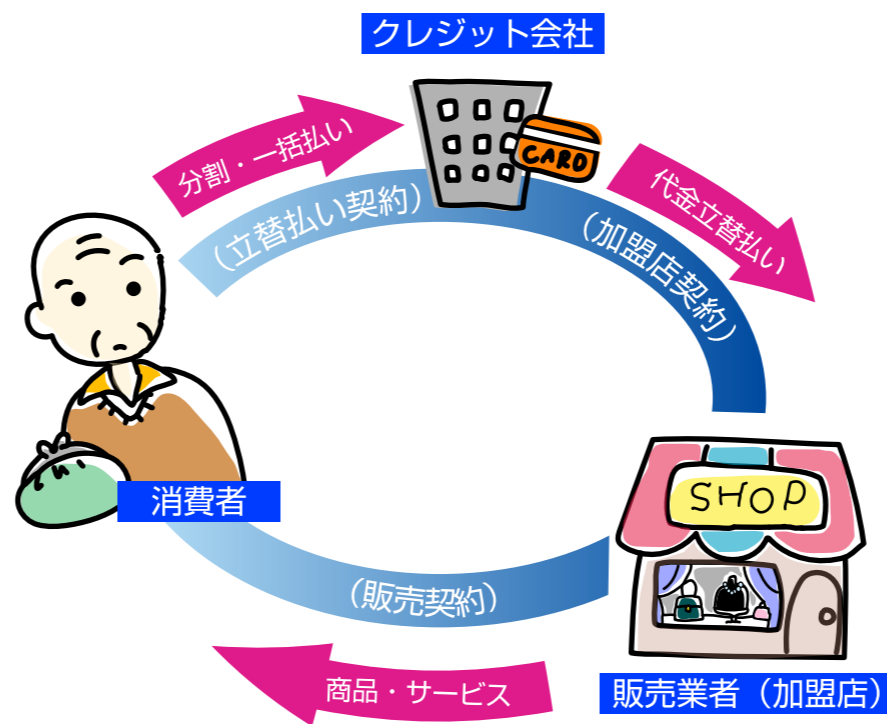 クレジット会社
分割・一括払い
CARD
代金立替払い
(立替払い契約)
(加盟店契約)
SHOP
消費者
(販売契約)
商品・サービス
販売業者（加盟店）